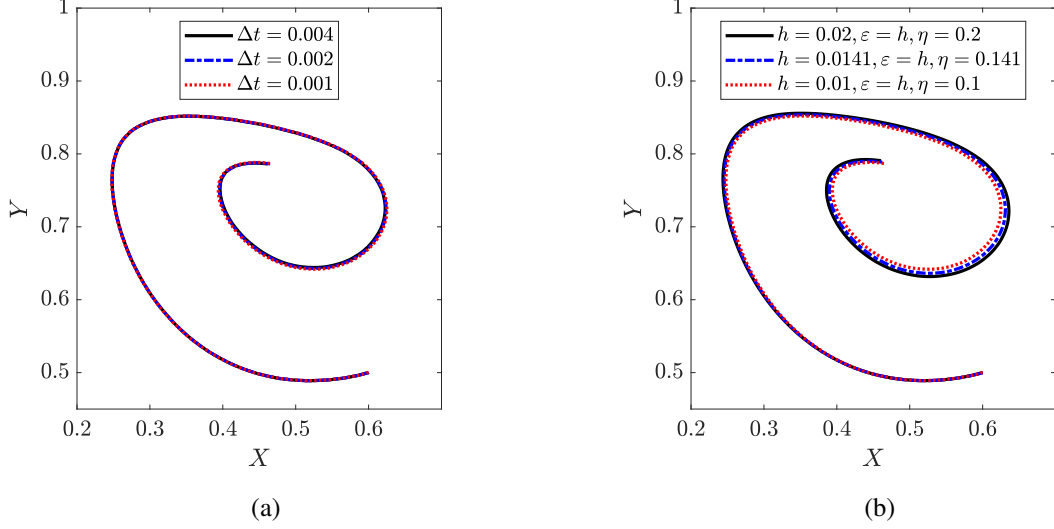 Δt = 0.004
Δt = 0.002
Δt = 0.001
1
0.9
0.8
0.7
0.6
0.5
Y
0.2 0.3 0.4 0.5 0.6
X
(a)
h = 0.02, ε = h, η = 0.2
h = 0.0141, ε = h, η = 0.141
h = 0.01, ε = h, η = 0.1
1
0.9
0.8
0.7
0.6
0.5
Y
0.2 0.3 0.4 0.5 0.6
X
(b)